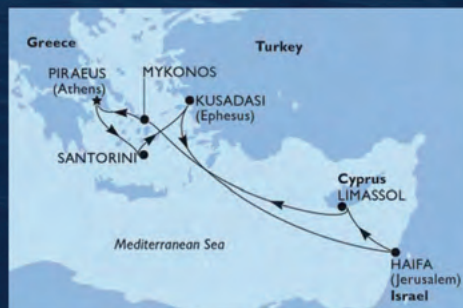 Greece
Turkey
PIRAEUS
(Athens)
MYKONOS
KUSADASI
(Ephesus)
SANTORINI
Cyprus
LIMASSOL
Mediterranean Sea
HAIFA
(Jerusalem)
Israel